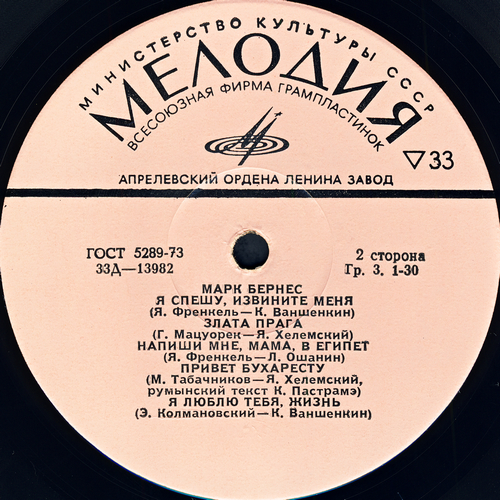 МИНИСТЕРСТВО КУЛЬТУРЫ СССР
МЕЛОДИЯ
ВСЕСОЮЗНАЯ ФИРМА ГРАМПЛАСТИНОК
▽33
АПРЕЛЕВСКИЙ ОРДЕНА ЛЕНИНА ЗАВОД
ГОСТ 5289-73
2 сторона
33Д—13982
Гр. 3. 1-30
МАРК БЕРНЕС
Я СПЕШУ, ИЗВИНИТЕ МЕНЯ
(Я. Френкель—К. Ваншенкин)
ЗЛАТА ПРАГА
(Г. Мацуорек—Я. Хелемский)
НАПИШИ МНЕ, МАМА, В ЕГИПЕТ
(Я. Френкель—Л. Ошанин)
ПРИВЕТ БУХАРЕСТУ
(М. Табачников—Я. Хелемский,
румынский текст К. Пастрамэ)
Я ЛЮБЛЮ ТЕБЯ, ЖИЗНЬ
(Э. Колмановский—К. Ваншенкин)